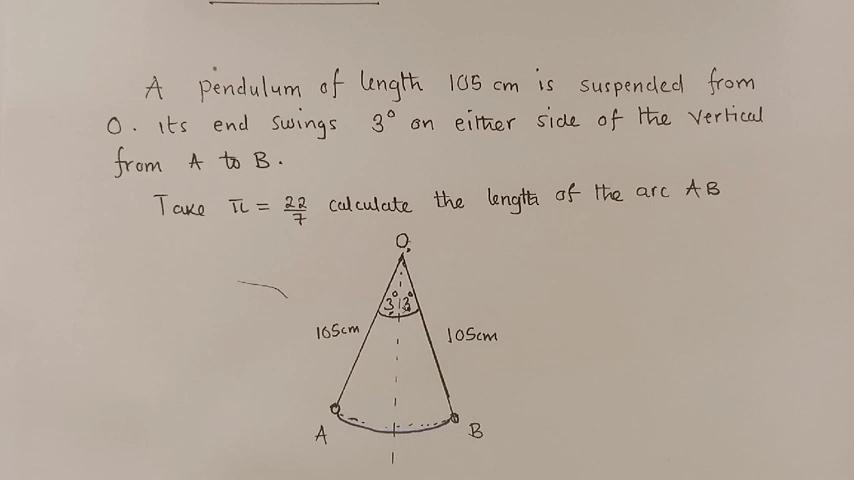 A pendulum of length 105 cm is suspended from
O. its end swings 3° on either side of the vertical
from A to B.
Take π = 22/7 calculate the length of the arc AB
O
3° 3°
105cm 105cm
A B